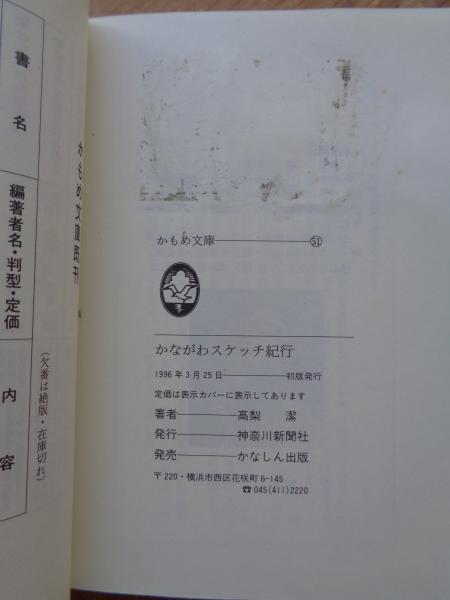 かもめ文庫────㊿+1
かながわスケッチ紀行
1996年3月25日────初版発行
定価は表示カバーに表示してあります
著者────高梨 潔
発行────神奈川新聞社
発売────かなしん出版
〒220・横浜市西区花咲町6-145
☎045(411)2220
かもめ文庫既刊
書名
編著者名・判型・定価
内容
(欠番は絶版・在庫切れ)